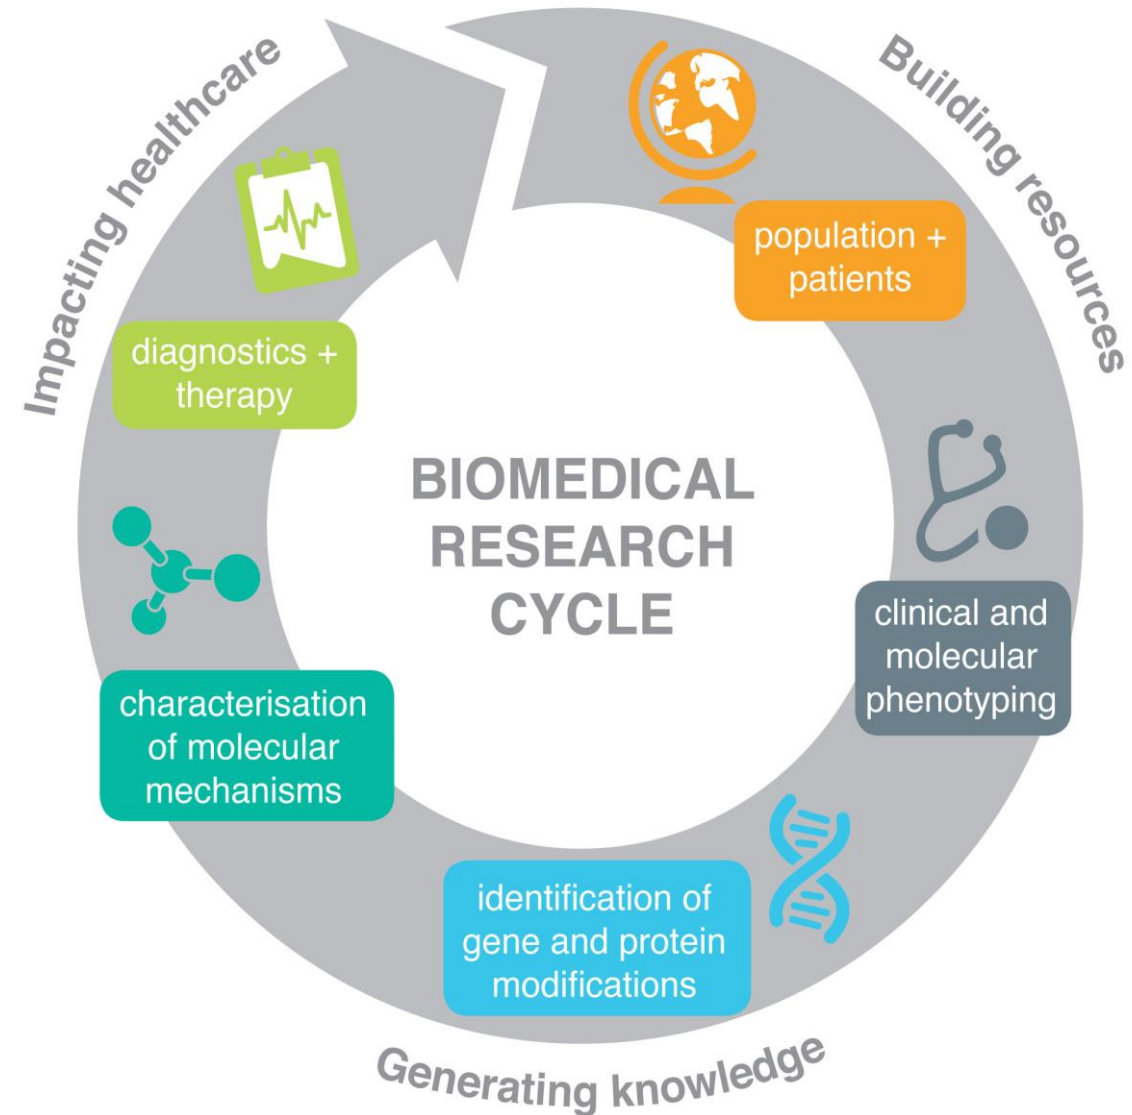 BIOMEDICAL
RESEARCH
CYCLE
Building resources
population +
patients
clinical and
molecular
phenotyping
Generating knowledge
identification of
gene and protein
modifications
characterisation
of molecular
mechanisms
Impacting healthcare
diagnostics +
therapy